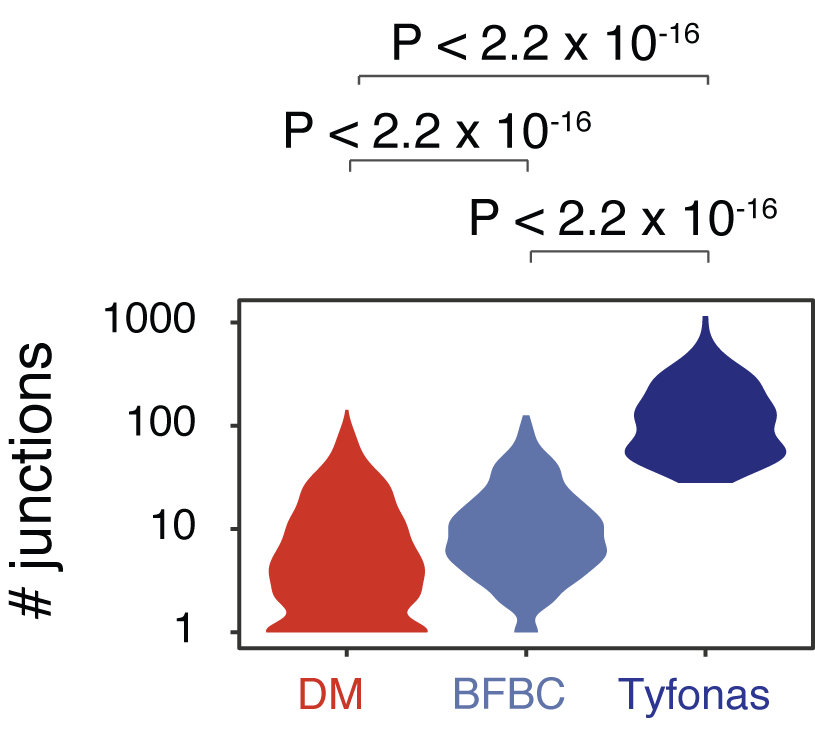 P < 2.2 x 10⁻¹⁶
P < 2.2 x 10⁻¹⁶
P < 2.2 x 10⁻¹⁶
# junctions
1000
100
10
1
DM BFBC Tyfonas